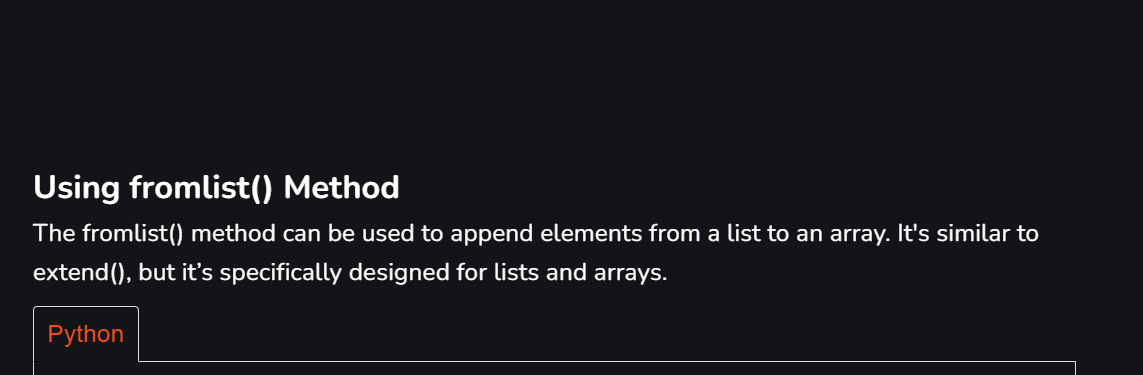 Using fromlist() Method
The fromlist() method can be used to append elements from a list to an array. It's similar to
extend(), but it’s specifically designed for lists and arrays.
Python